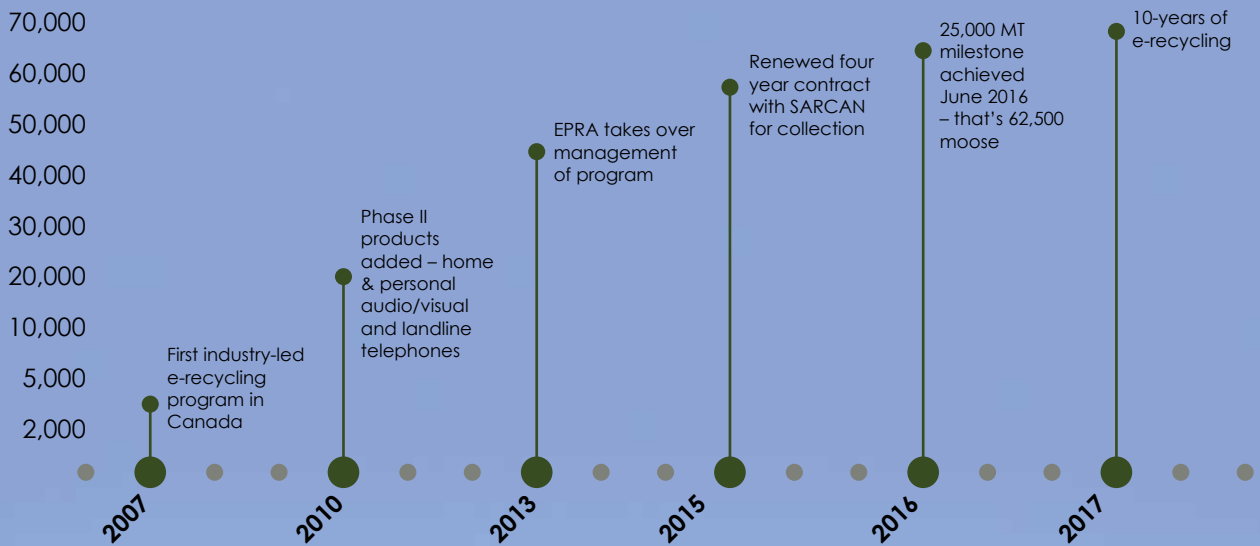 70,000
60,000
50,000
40,000
30,000
20,000
10,000
5,000
2,000
First industry-led
e-recycling
program in
Canada
Phase II
products
added – home
& personal
audio/visual
and landline
telephones
EPRA takes over
management
of program
Renewed four
year contract
with SARCAN
for collection
25,000 MT
milestone
achieved
June 2016
– that's 62,500
moose
10-years of
e-recycling
2007
2010
2013
2015
2016
2017